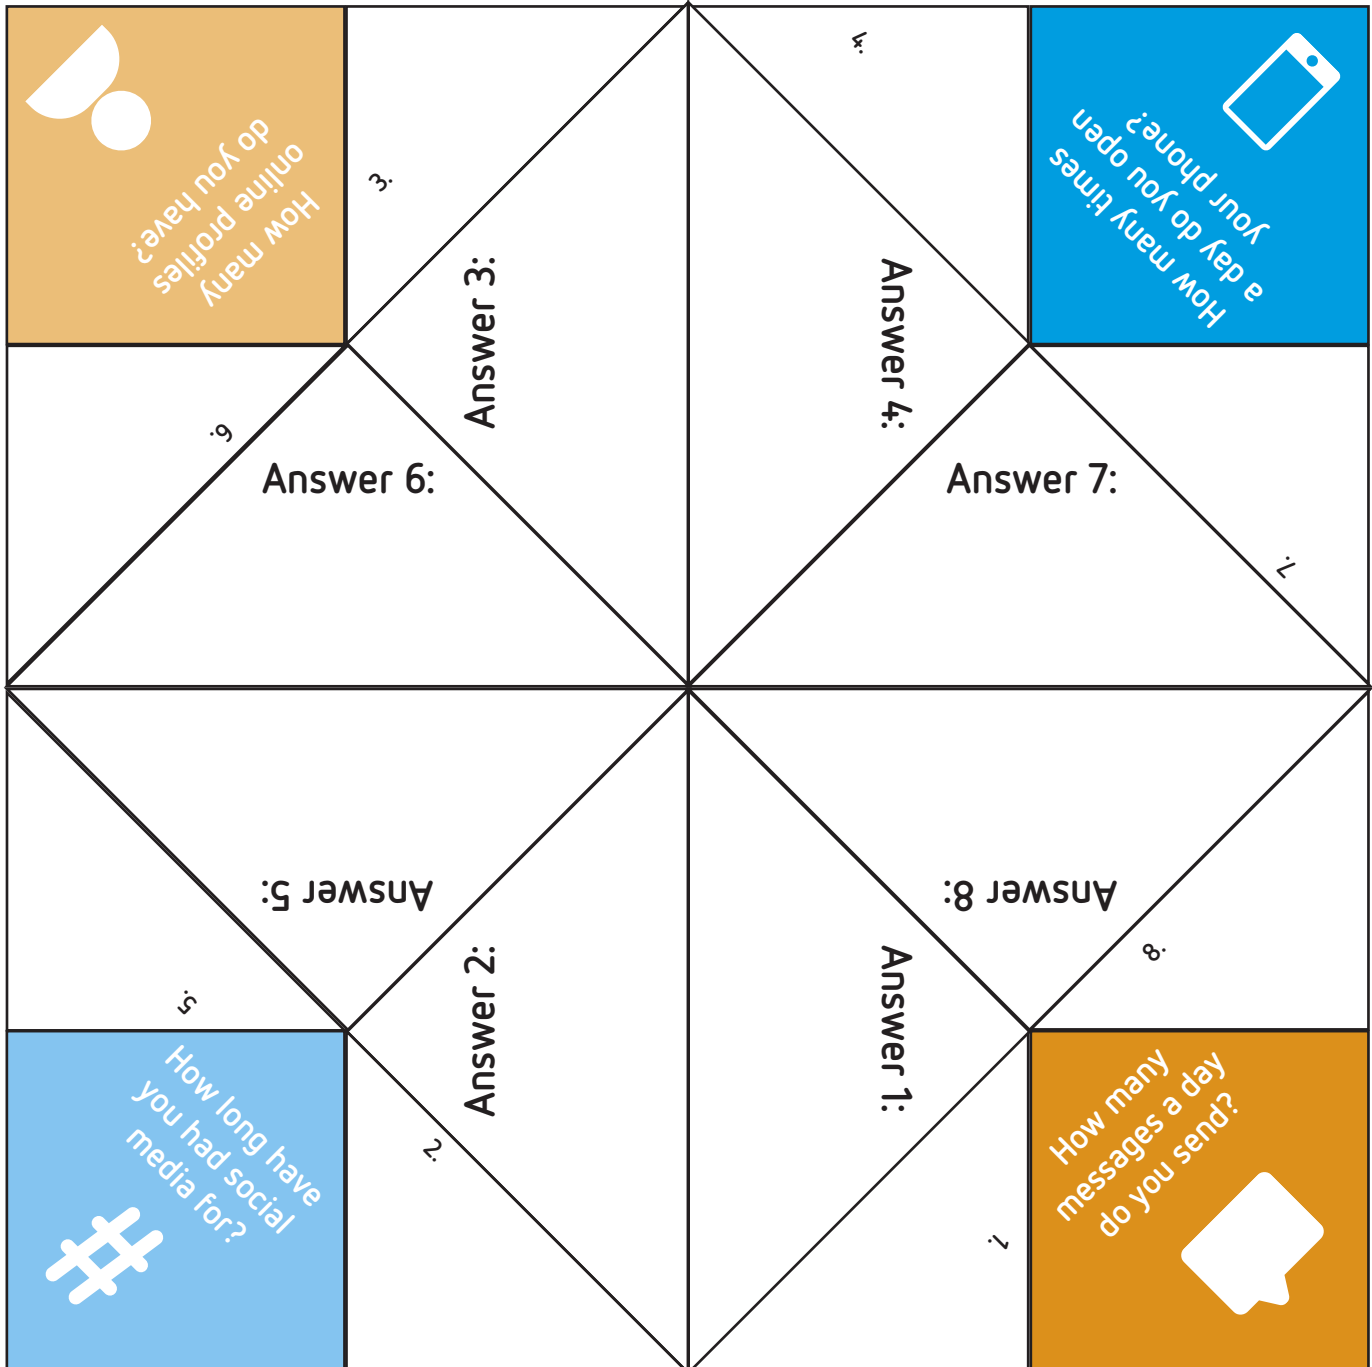 How many
online profiles
do you have?
3.
4.
How many times
a day do you open
your phone?
Answer 3:
Answer 4:
6.
Answer 6:
Answer 7:
7.
Answer 5:
Answer 8:
5.
Answer 2:
Answer 1:
8.
How long have
you had social
media for?
2.
1.
How many
messages a day
do you send?